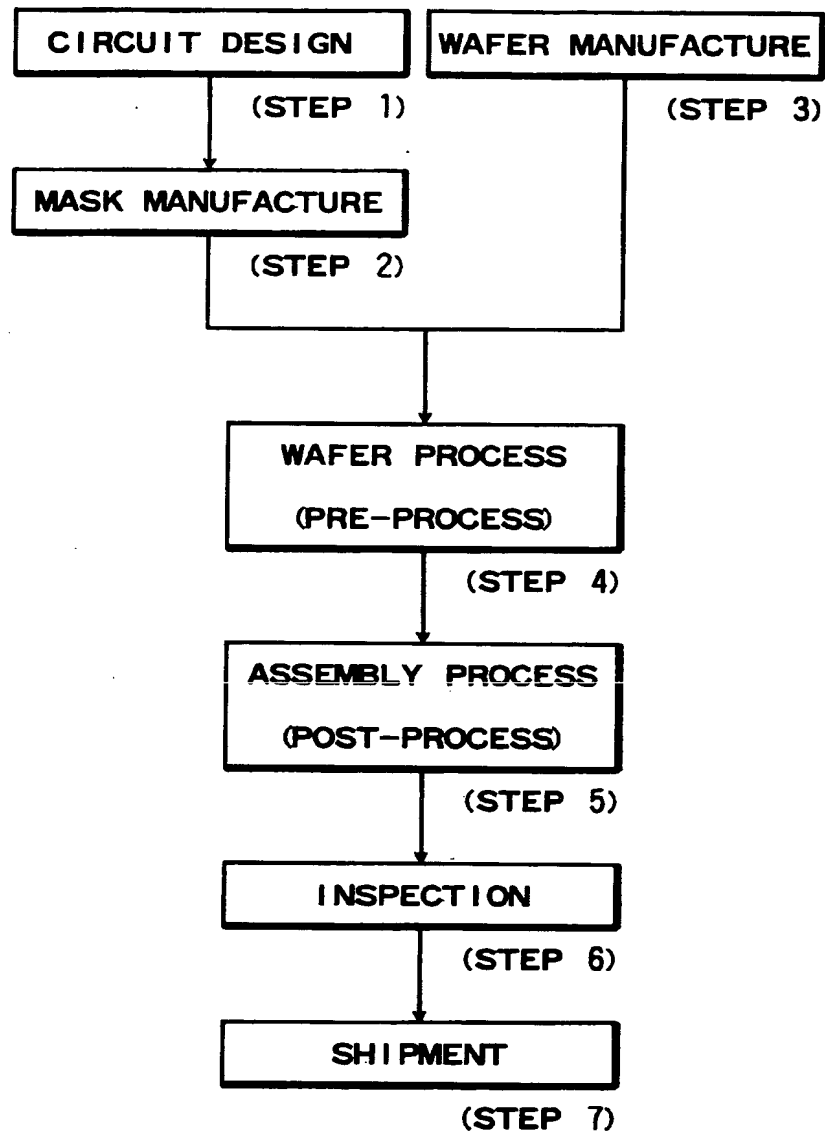 CIRCUIT DESIGN
(STEP 1)
MASK MANUFACTURE
(STEP 2)
WAFER MANUFACTURE
(STEP 3)
WAFER PROCESS
(PRE-PROCESS)
(STEP 4)
ASSEMBLY PROCESS
(POST-PROCESS)
(STEP 5)
INSPECTION
(STEP 6)
SHIPMENT
(STEP 7)